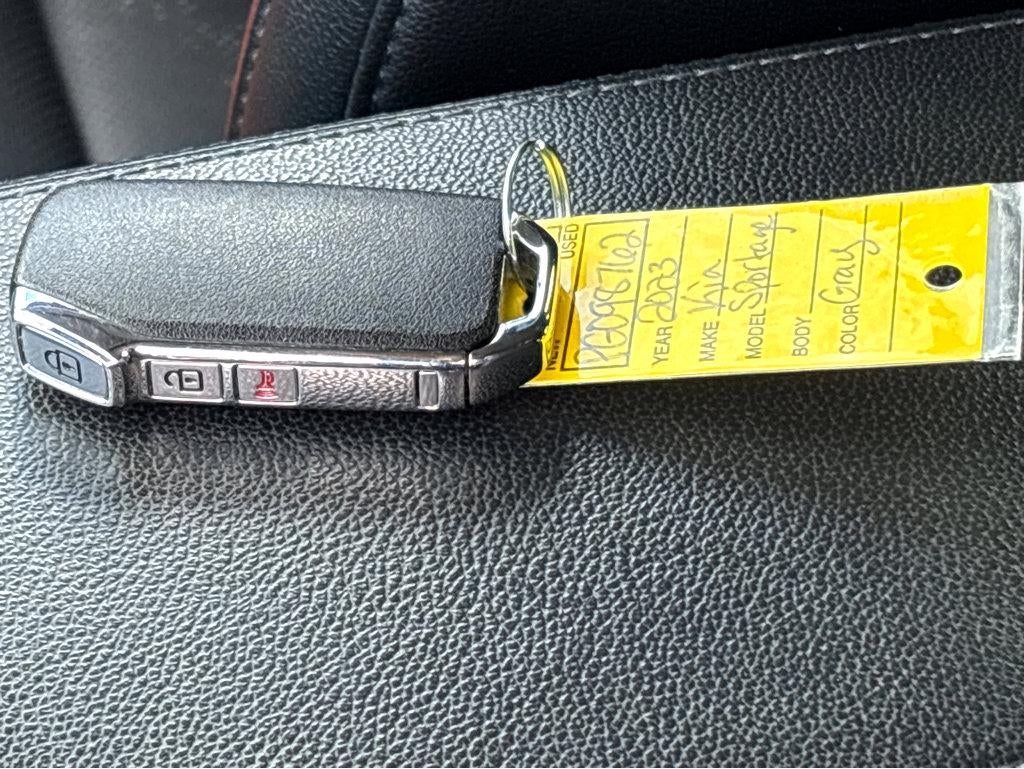 NEW USED
PG098762
YEAR 2023
MAKE Kia
MODEL Sportage
BODY
COLOR Gray